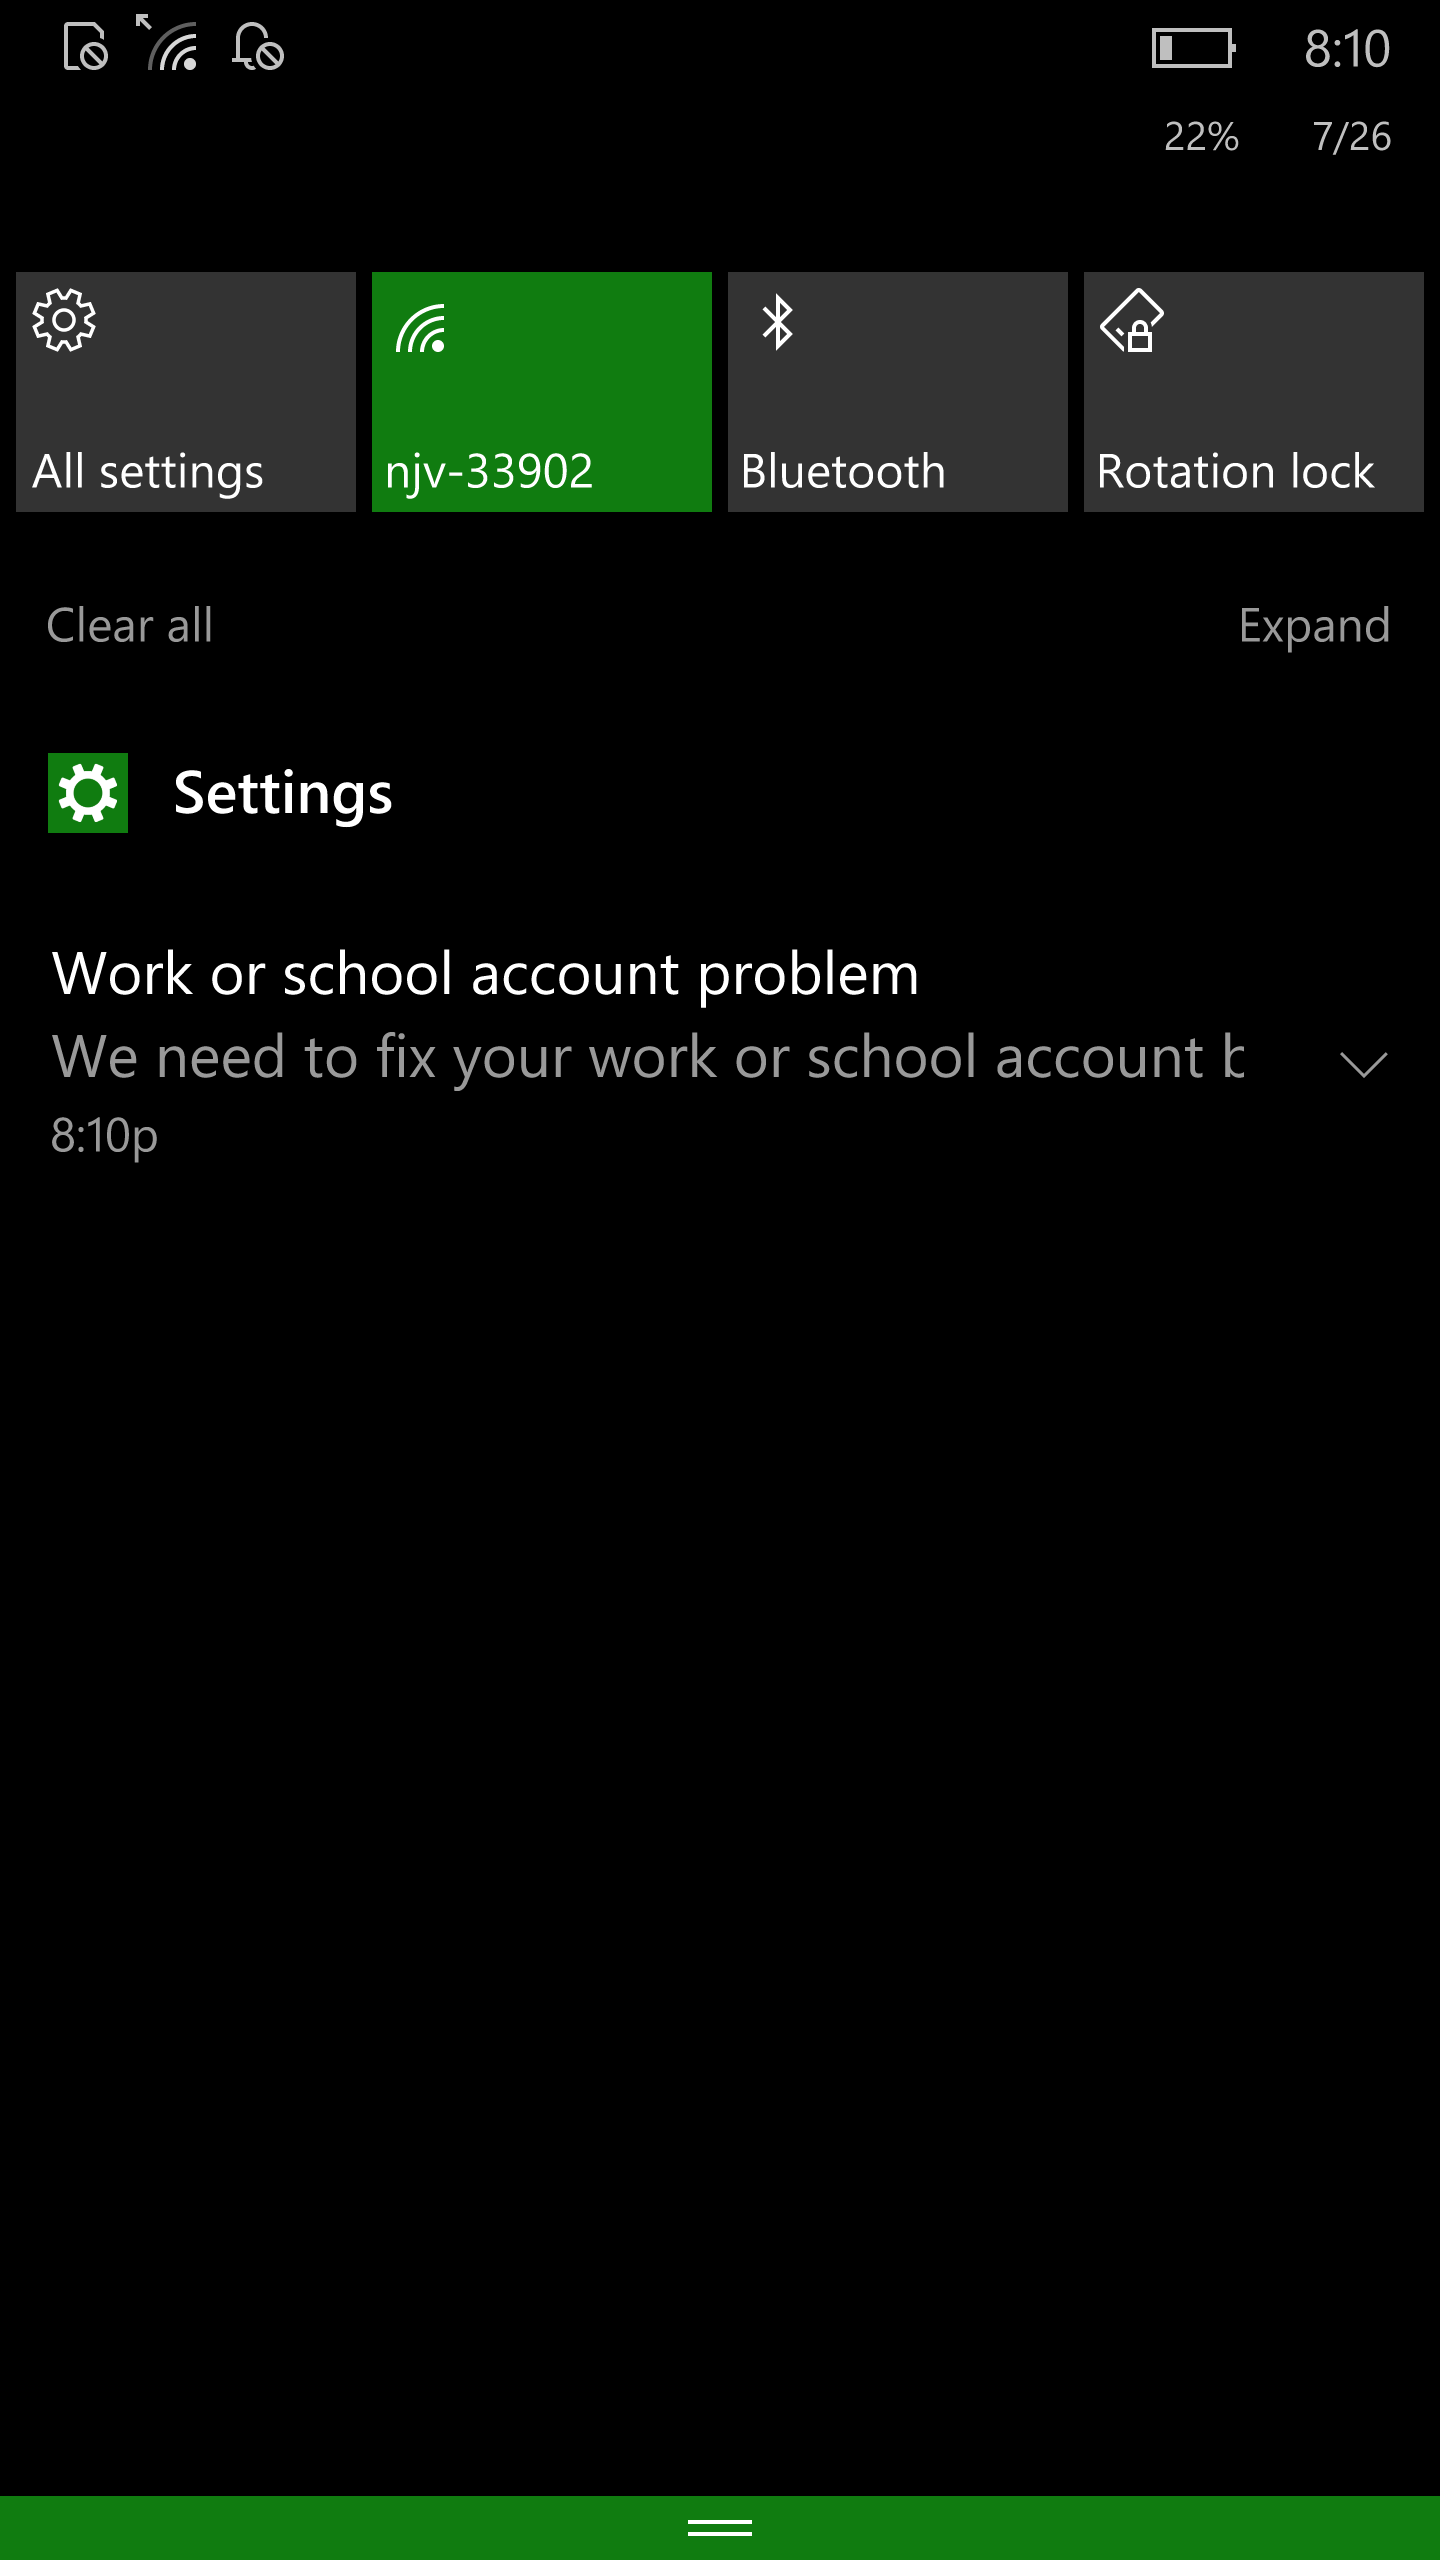 8:10
22% 7/26
All settings njv-33902 Bluetooth Rotation lock
Clear all Expand
Settings
Work or school account problem
We need to fix your work or school account
8:10p